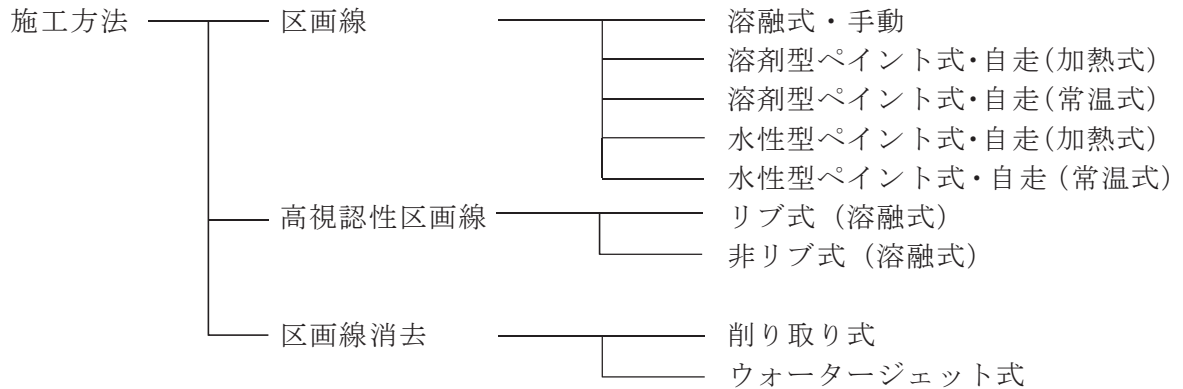 施工方法 区画線 溶融式・手動
溶剤型ペイント式・自走(加熱式)
溶剤型ペイント式・自走(常温式)
水性型ペイント式・自走(加熱式)
水性型ペイント式・自走(常温式)
高視認性区画線 リブ式(溶融式)
非リブ式(溶融式)
区画線消去 削り取り式
ウォータージェット式